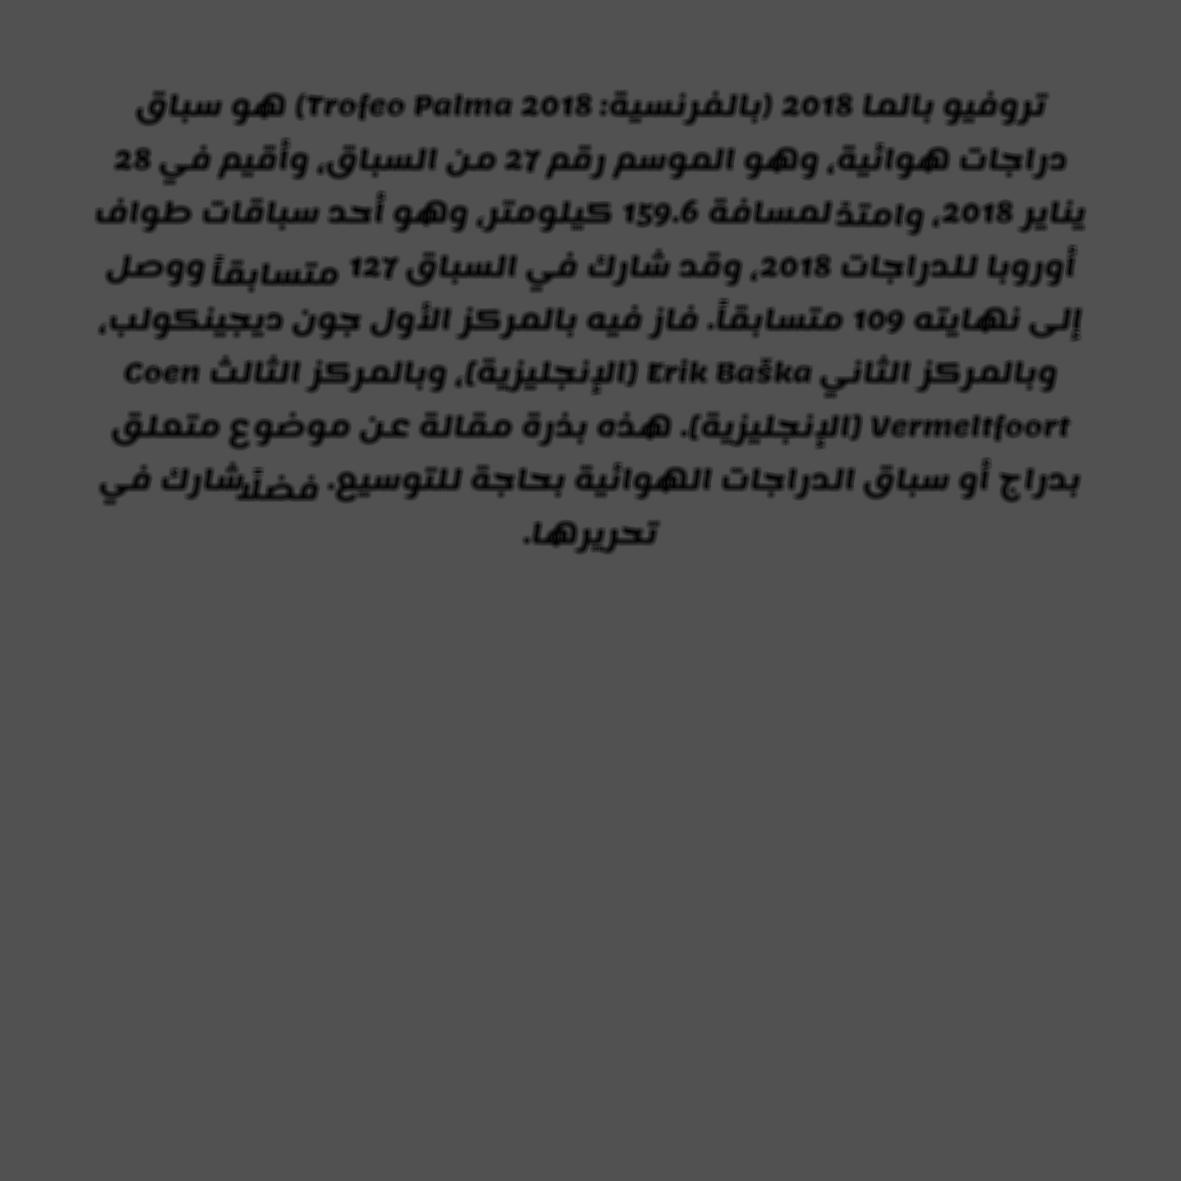 تروفيو بالما 2018 (بالفرنسية: Trofeo Palma 2018) هو سباق
دراجات هوائية، وهو الموسم رقم 27 من السباق، وأقيم في 28
يناير 2018، وامتذ لمسافة 159.6 كيلومتر، وهو أحد سباقات طواف
أوروبا للدراجات 2018، وقد شارك في السباق 127 متسابقاً ووصل
إلى نهايته 109 متسابقاً. فاز فيه بالمركز الأول جون ديجينكولب،
وبالمركز الثاني Erik Baška (الإنجليزية)، وبالمركز الثالث Coen
Vermeltfoort (الإنجليزية). هذه بذرة مقالة عن موضوع متعلق
بدراج أو سباق الدراجات الهوائية بحاجة للتوسيع. فضلًا شارك في
تحريرها.